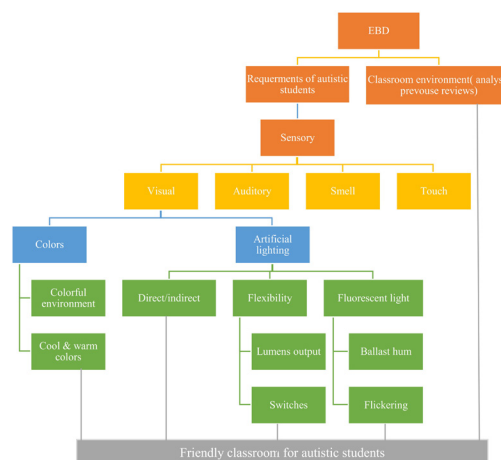 EBD
Requerments of autistic
students
Classroom environment( analys
prevouse reviews)
Sensory
Visual
Auditory
Smell
Touch
Colors
Artificial
lighting
Colorful
environment
Direct/indirect
Flexibility
Fluorescent light
Cool & warm
colors
Lumens output
Ballast hum
Switches
Flickering
Friendly classroom for autistic students